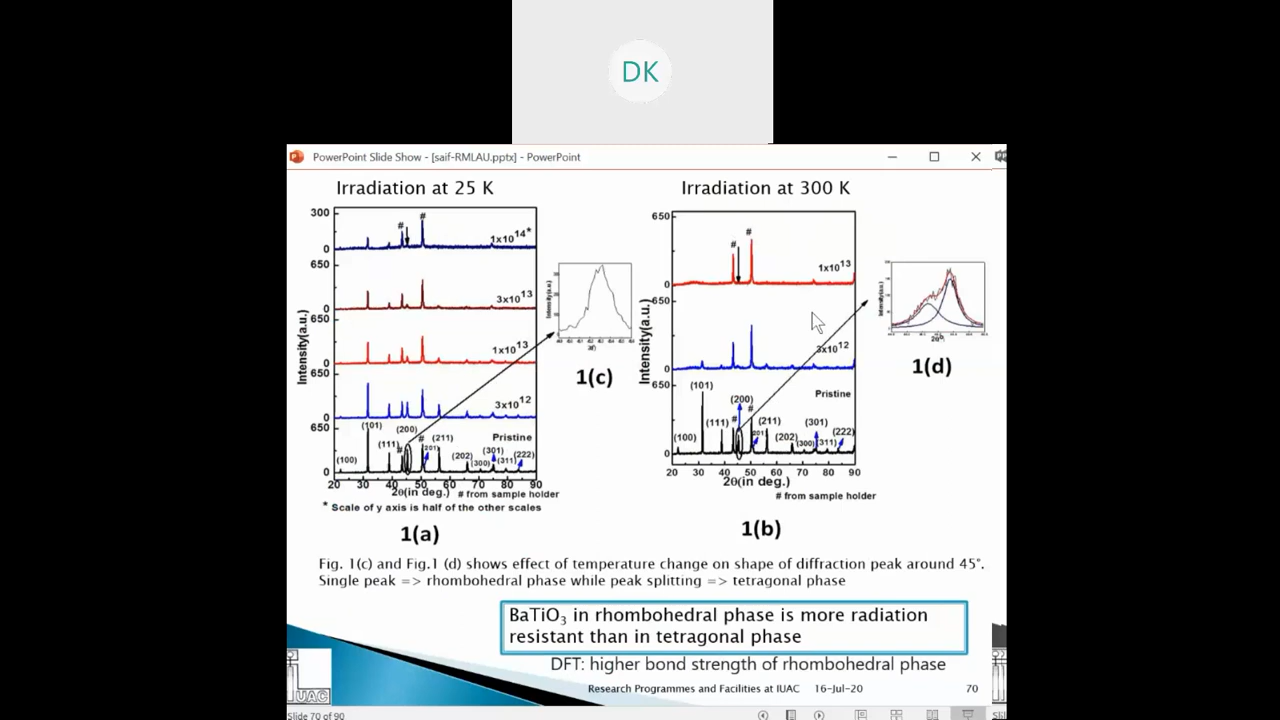 DK
PowerPoint Slide Show - [saif-RMLAU.pptx] - PowerPoint
Irradiation at 25 K
Irradiation at 300 K
300
0
650
0
650
0
650
0
650
0
Intensity(a.u.)
# #
1x10^14*
3x10^13
1x10^13
3x10^12
Pristine
(100) (101) (111) # (200) # (201) (211) (202) (300) (301) (311) (222)
20 30 40 50 60 70 80 90
2θ(in deg.) # from sample holder
* Scale of y axis is half of the other scales
1(a)
Intensity(a.u.)
1(c)
650
0
650
0
650
0
Intensity(a.u.)
# #
1x10^13
3x10^12
Pristine
(100) (101) (111) # (200) # (201) (211) (202) (300) (301) (311) (222)
20 30 40 50 60 70 80 90
2θ(in deg.)
# from sample holder
1(b)
Intensity(a.u.)
1(d)
Fig. 1(c) and Fig.1 (d) shows effect of temperature change on shape of diffraction peak around 45°.
Single peak => rhombohedral phase while peak splitting => tetragonal phase
BaTiO3 in rhombohedral phase is more radiation
resistant than in tetragonal phase
DFT: higher bond strength of rhombohedral phase
IUAC
Research Programmes and Facilities at IUAC 16-Jul-20 70
Slide 70 of 90